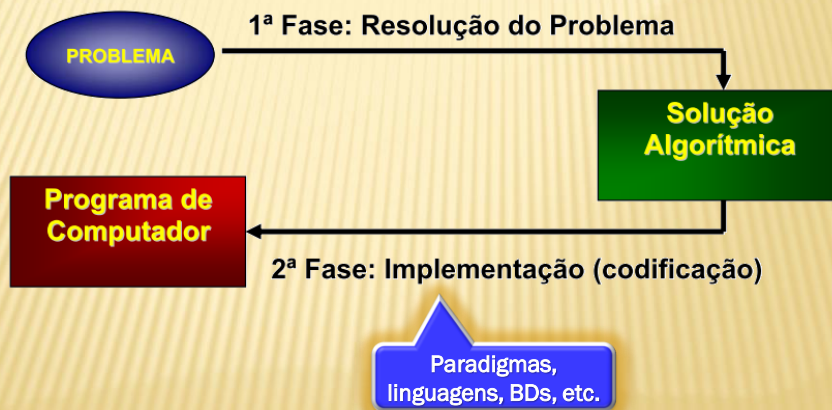 1ª Fase: Resolução do Problema
PROBLEMA
Solução
Algorítmica
Programa de
Computador
2ª Fase: Implementação (codificação)
Paradigmas,
linguagens, BDs, etc.